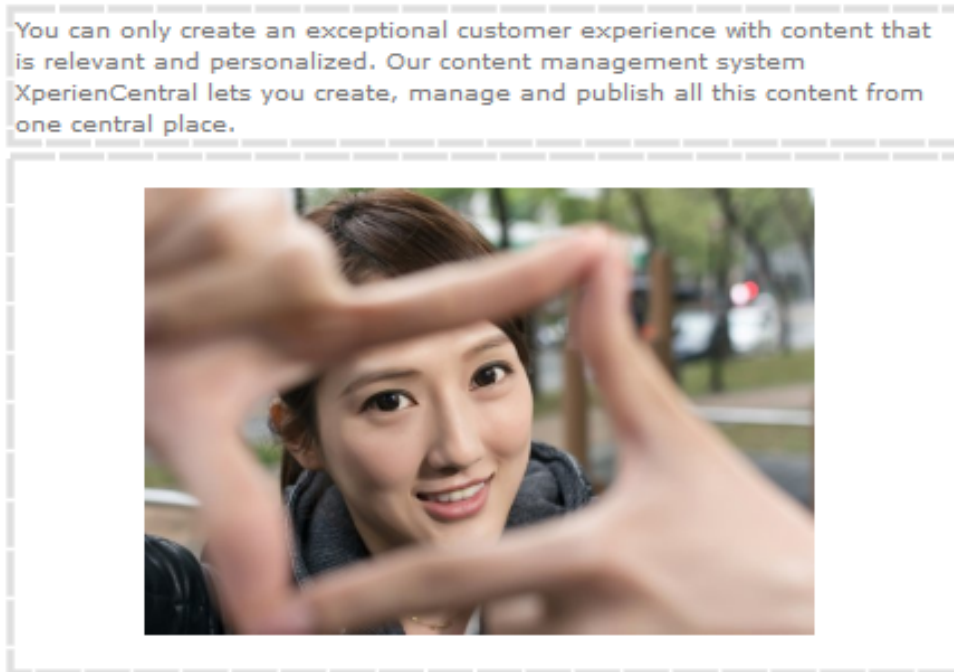 You can only create an exceptional customer experience with content that
is relevant and personalized. Our content management system
XperienCentral lets you create, manage and publish all this content from
one central place.